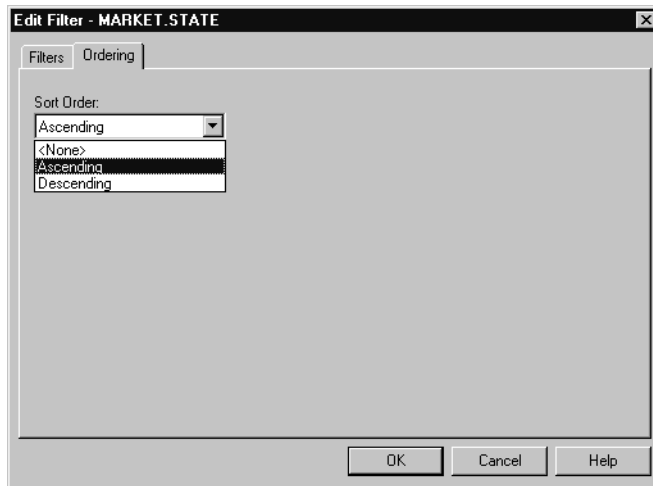 Edit Filter - MARKET.STATE
Filters Ordering
Sort Order:
Ascending
<None>
Ascending
Descending
OK Cancel Help